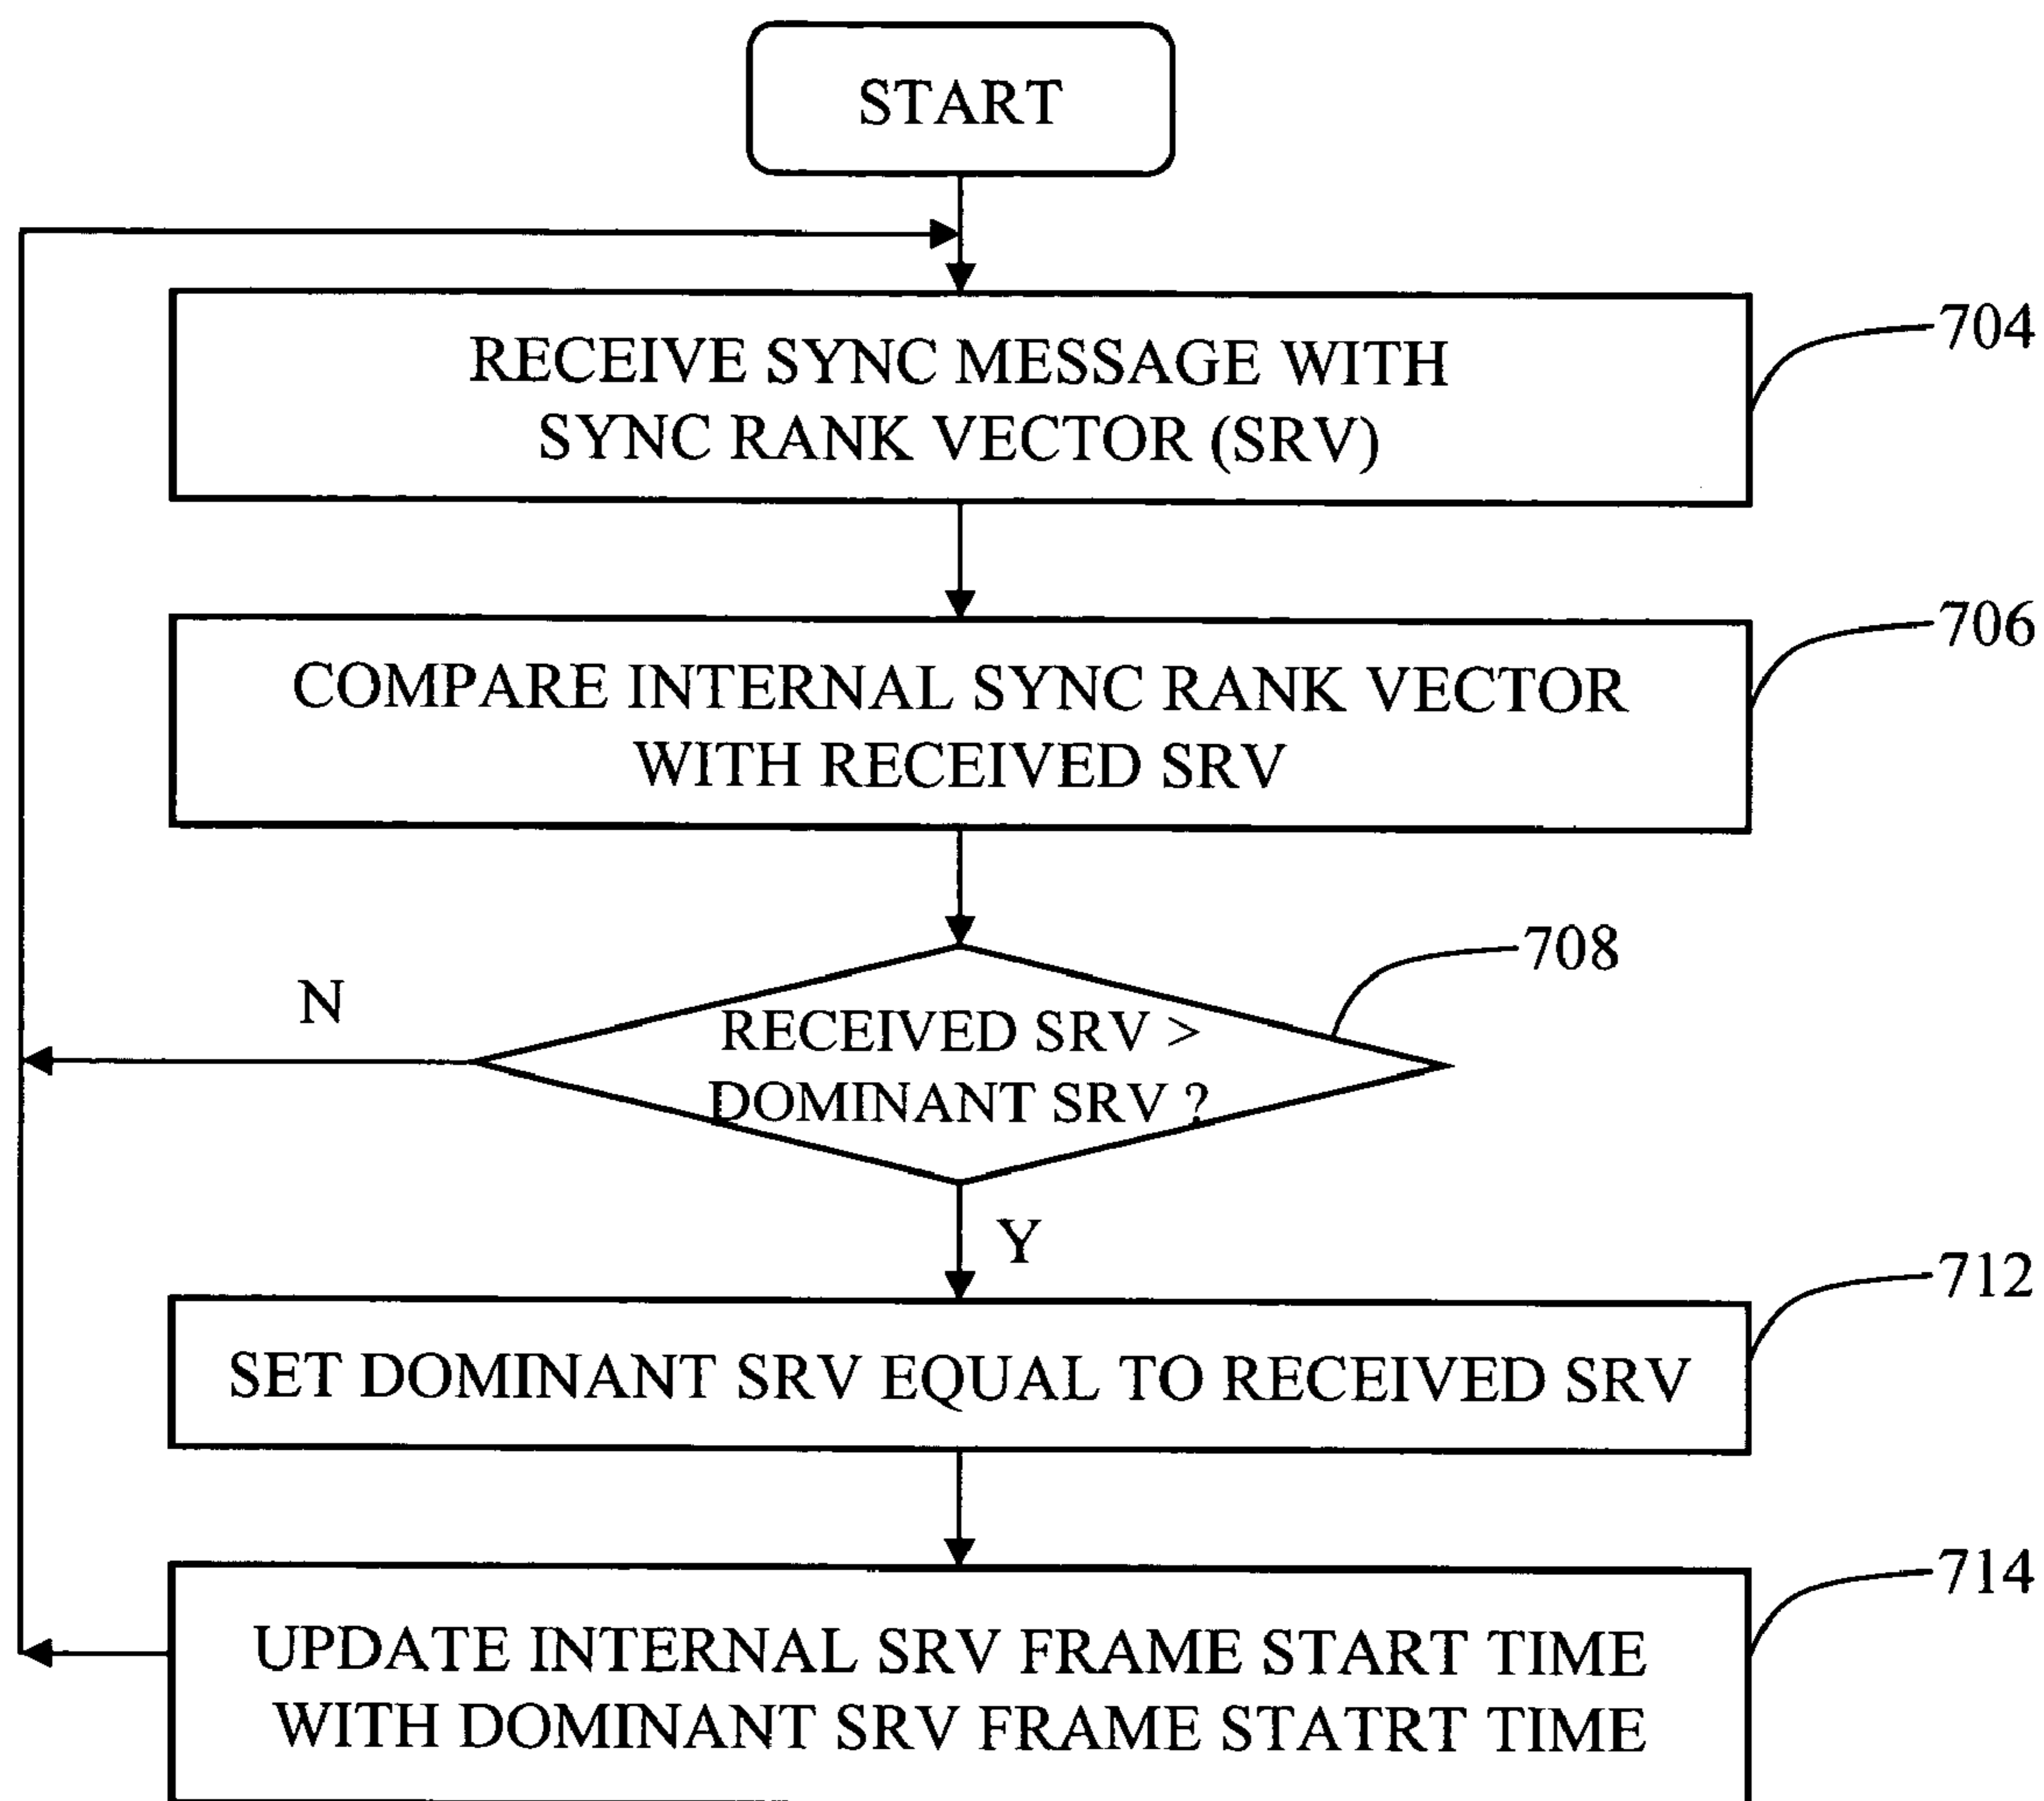 START
RECEIVE SYNC MESSAGE WITH
SYNC RANK VECTOR (SRV)
704
COMPARE INTERNAL SYNC RANK VECTOR
WITH RECEIVED SRV
706
RECEIVED SRV >
DOMINANT SRV ?
708
N
Y
SET DOMINANT SRV EQUAL TO RECEIVED SRV
712
UPDATE INTERNAL SRV FRAME START TIME
WITH DOMINANT SRV FRAME STATRT TIME
714